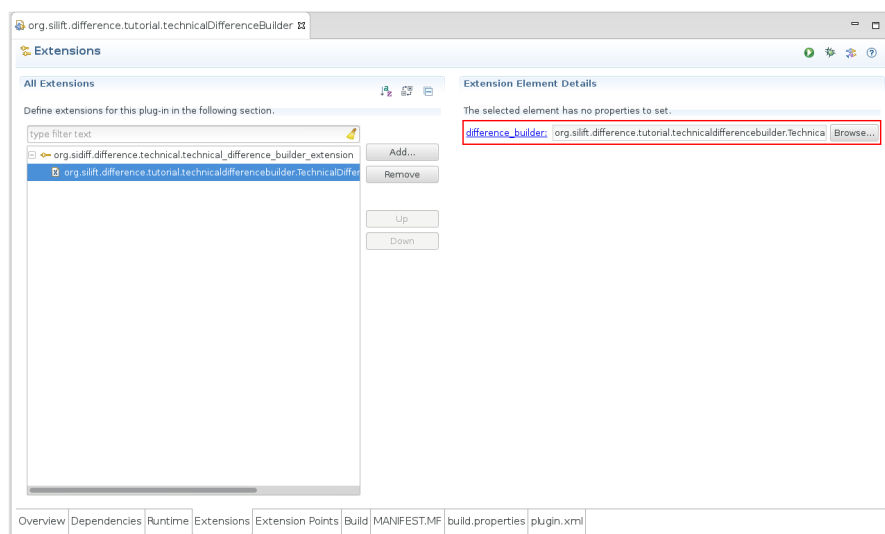 org.silift.difference.tutorial.technicalDifferenceBuilder
Extensions
All Extensions
Define extensions for this plug-in in the following section.
type filter text
org.sidiff.difference.technical.technical_difference_builder_extension
org.silift.difference.tutorial.technicaldifferencebuilder.TechnicalDiffer
Add...
Remove
Up
Down
Extension Element Details
The selected element has no properties to set.
difference_builder: org.silift.difference.tutorial.technicaldifferencebuilder.Technica Browse...
Overview Dependencies Runtime Extensions Extension Points Build MANIFEST.MF build.properties plugin.xml